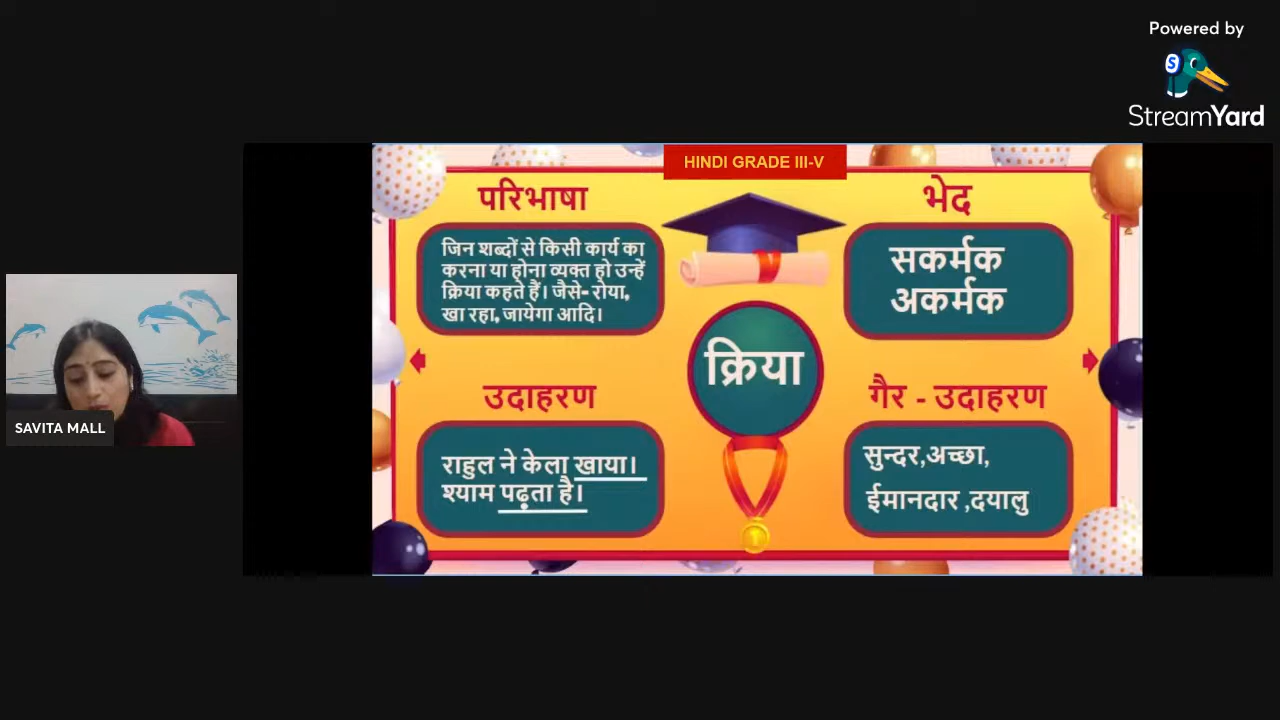 Powered by
StreamYard
HINDI GRADE III-V
परिभाषा
जिन शब्दों से किसी कार्य का
करना या होना व्यक्त हो उन्हें
क्रिया कहते हैं। जैसे- रोया,
खा रहा, जायेगा आदि।
भेद
सकर्मक
अकर्मक
क्रिया
उदाहरण
राहुल ने केला खाया।
श्याम पढ़ता है।
गैर - उदाहरण
सुन्दर,अच्छा,
ईमानदार ,दयालु
SAVITA MALL